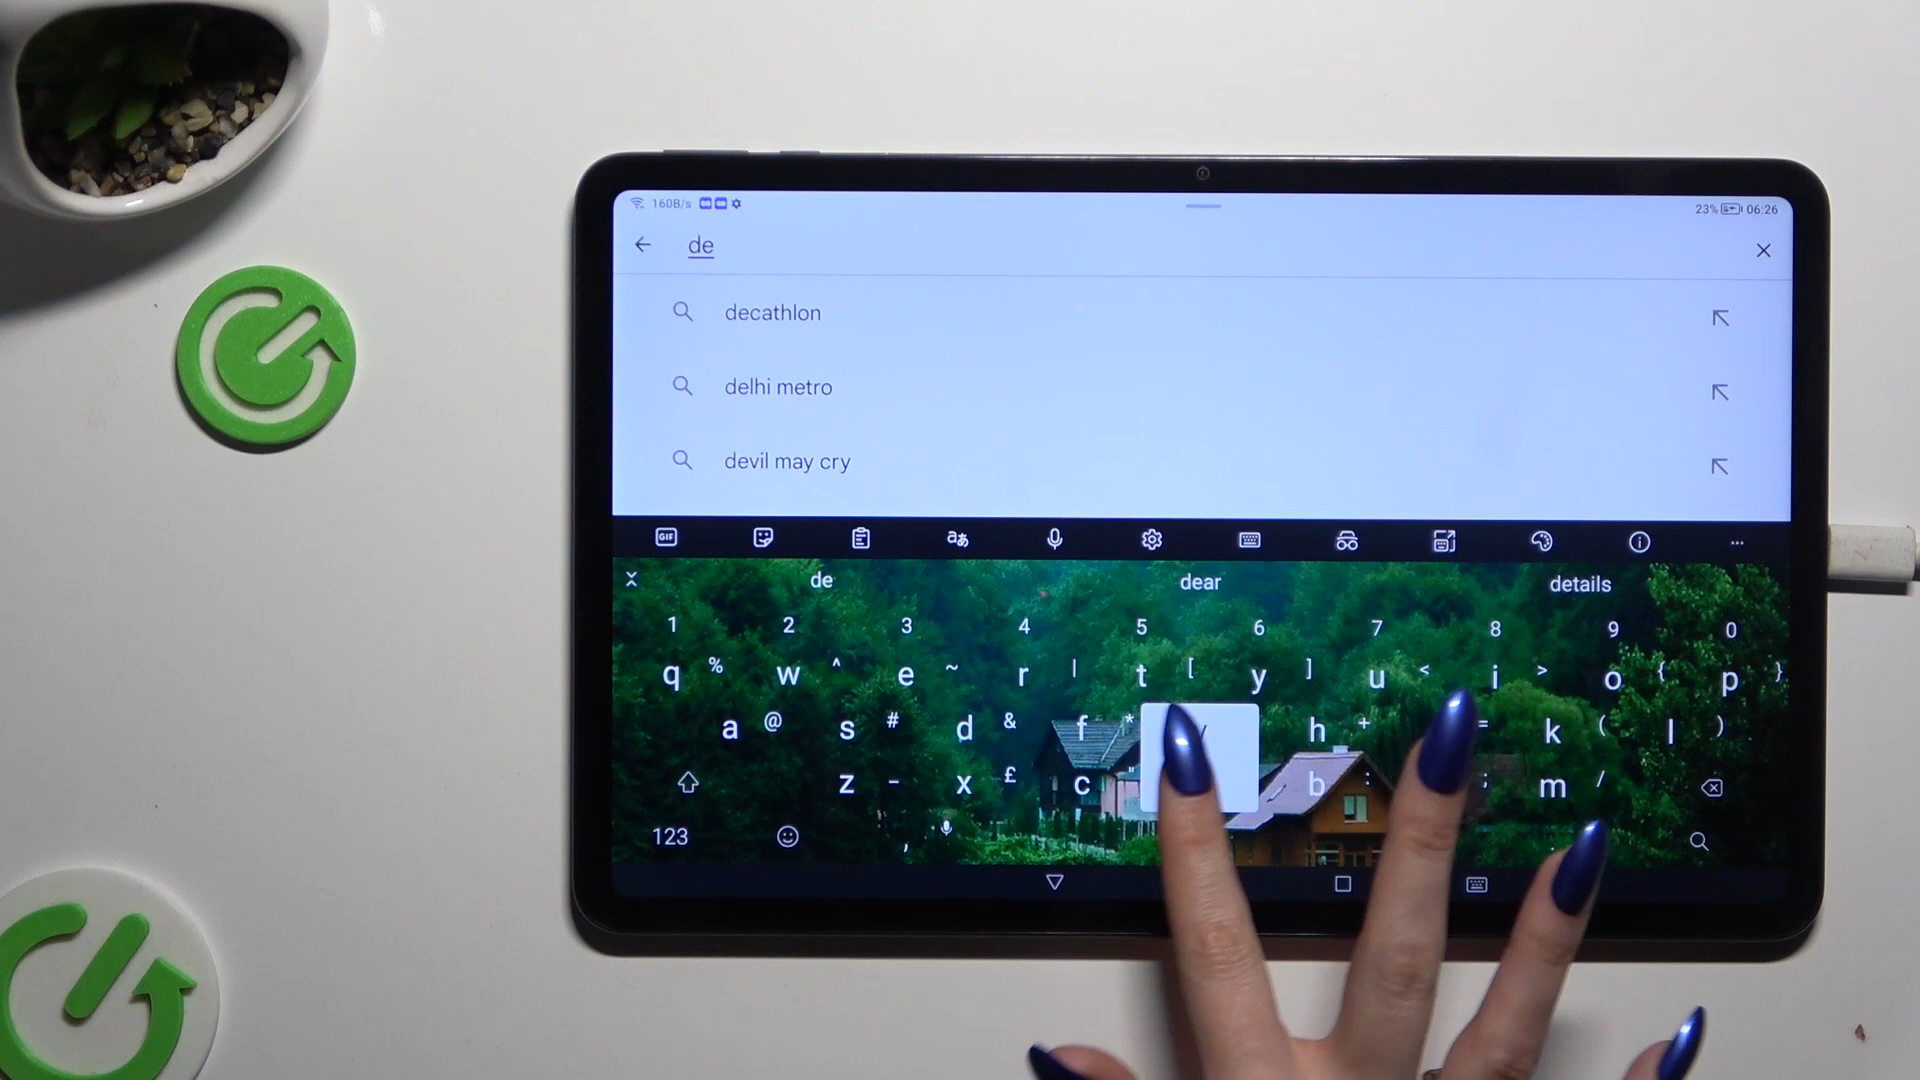 160B/s
23% 06:26
de
decathlon
delhi metro
devil may cry
GIF
de dear details
1 2 3 4 5 6 7 8 9 0
q % w ^ e ~ r | t [ y ] u < i > o { p }
a @ s # d & f * h + = k ( l )
z - x £ c " b : ; m /
123 ,